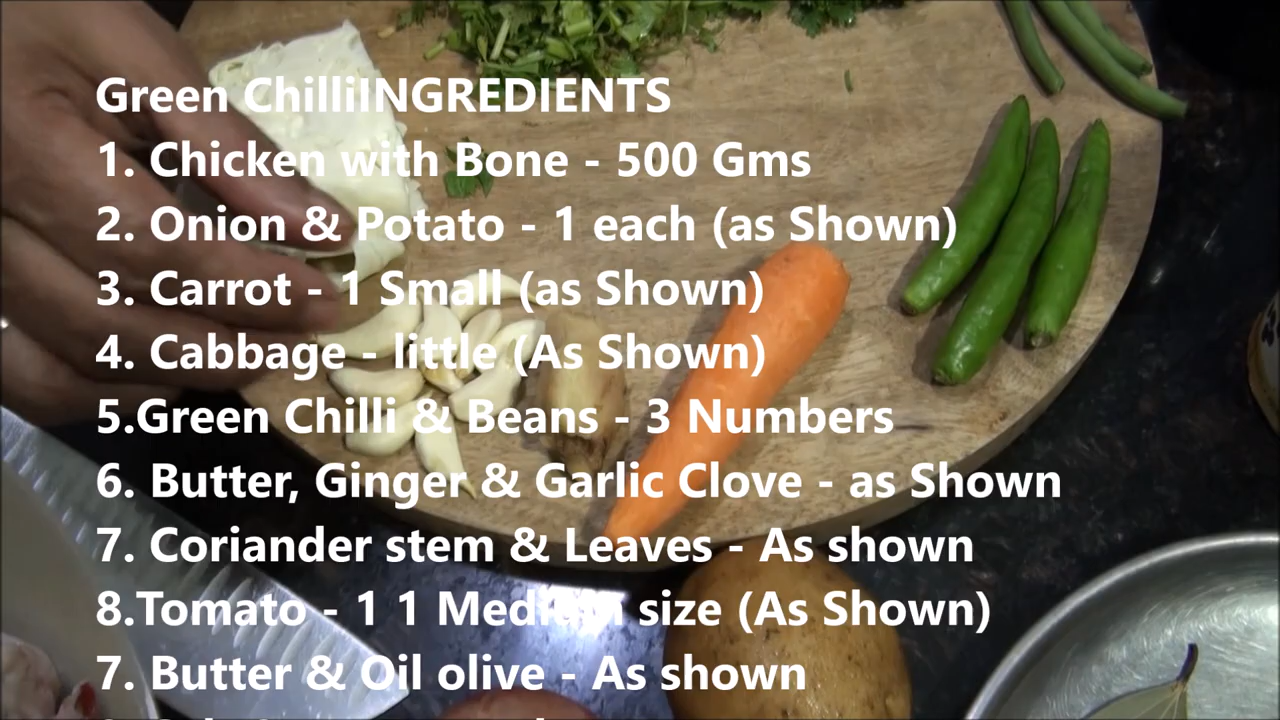 Green ChilliINGREDIENTS
1. Chicken with Bone - 500 Gms
2. Onion & Potato - 1 each (as Shown)
3. Carrot - 1 Small (as Shown)
4. Cabbage - little (As Shown)
5.Green Chilli & Beans - 3 Numbers
6. Butter, Ginger & Garlic Clove - as Shown
7. Coriander stem & Leaves - As shown
8.Tomato - 1 1 Medium size (As Shown)
7. Butter & Oil olive - As shown